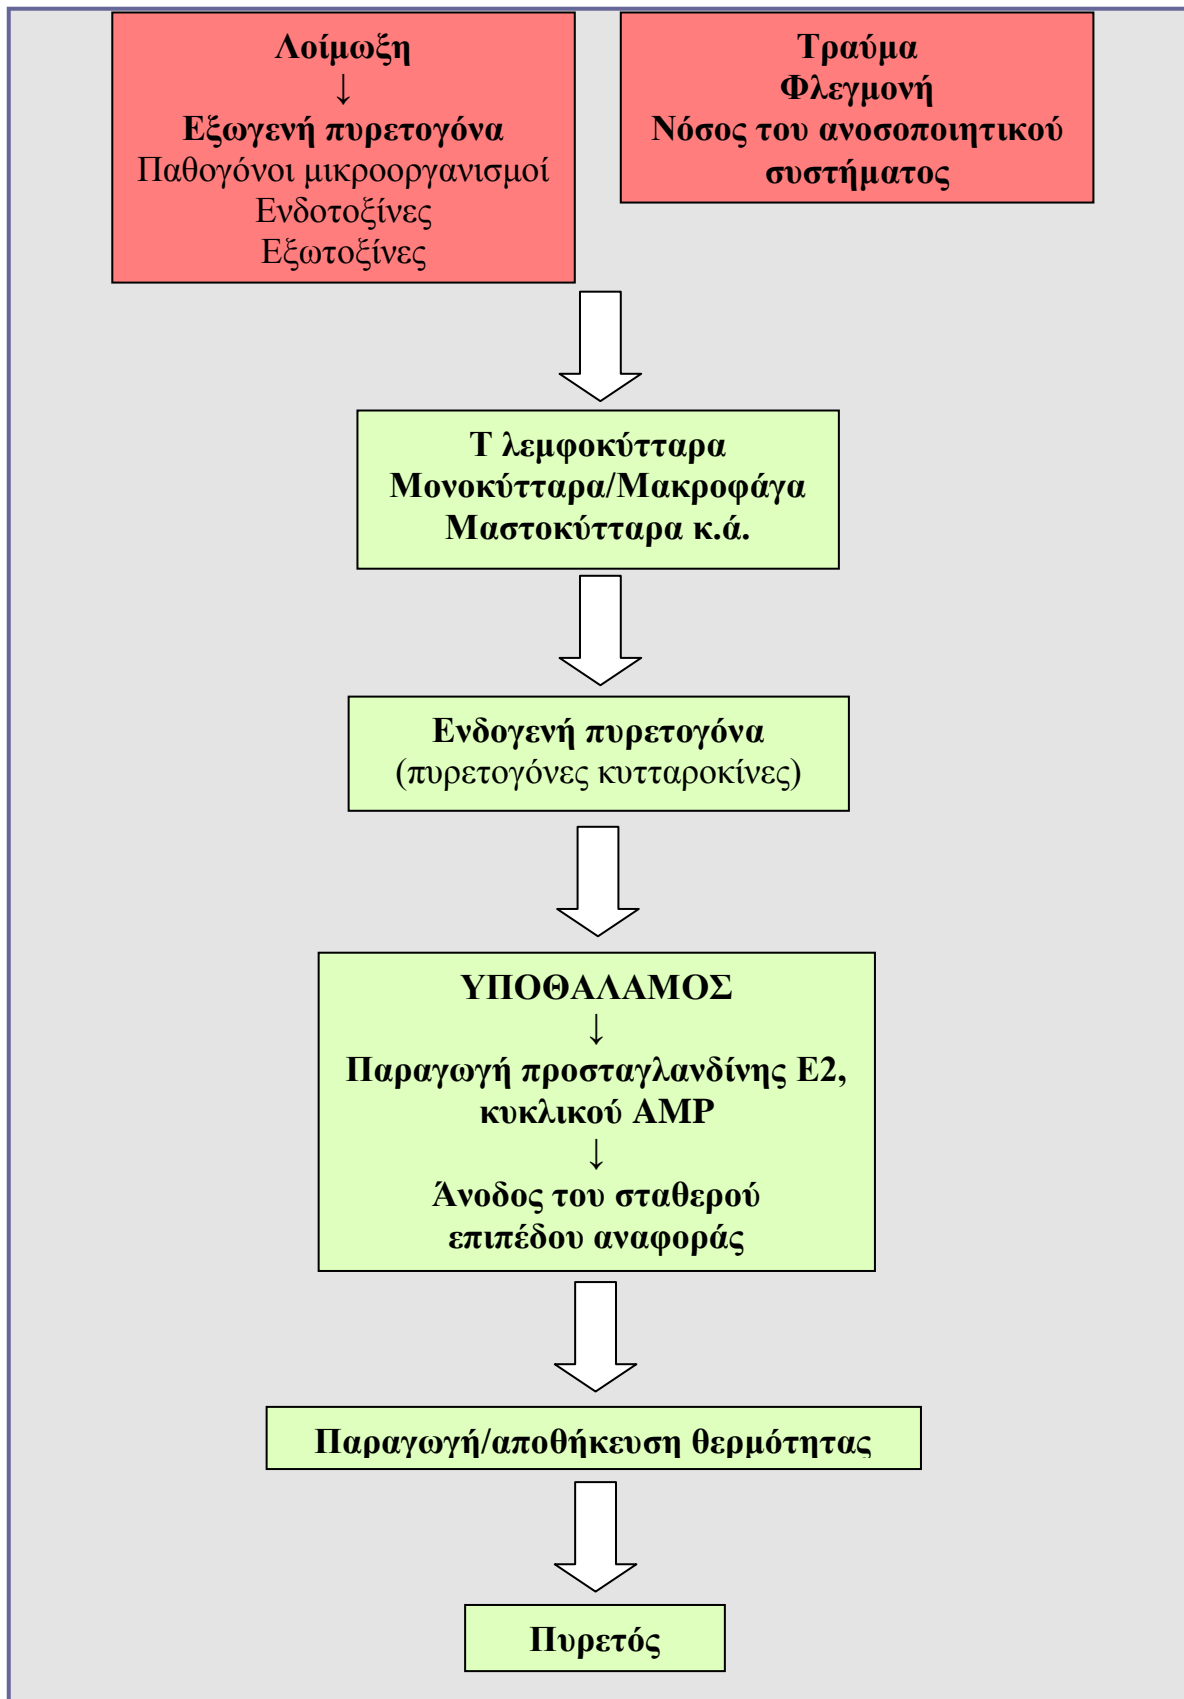 Λοίμωξη
↓
Εξωγενή πυρετογόνα
Παθογόνοι μικροοργανισμοί
Ενδοτοξίνες
Εξωτοξίνες
Τραύμα
Φλεγμονή
Νόσος του ανοσοποιητικού
συστήματος
Τ λεμφοκύτταρα
Μονοκύτταρα/Μακροφάγα
Μαστοκύτταρα κ.ά.
Ενδογενή πυρετογόνα
(πυρετογόνες κυτταροκίνες)
ΥΠΟΘΑΛΑΜΟΣ
↓
Παραγωγή προσταγλανδίνης Ε2,
κυκλικού AMP
↓
Άνοδος του σταθερού
επιπέδου αναφοράς
Παραγωγή/αποθήκευση θερμότητας
Πυρετός